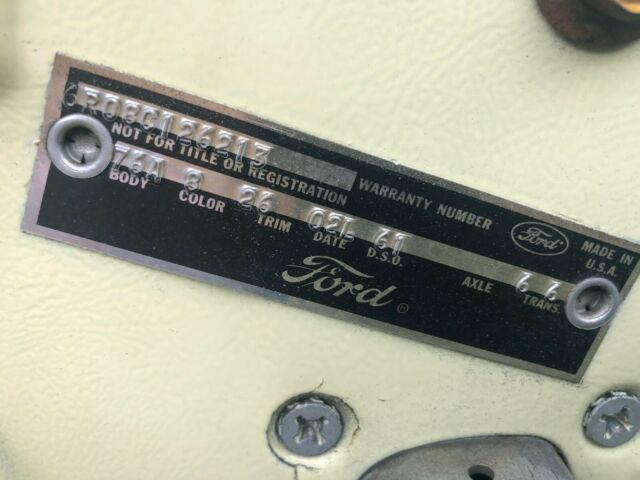 6R08C126213
NOT FOR TITLE OR REGISTRATION
WARRANTY NUMBER
Ford
MADE IN
U.S.A.
76A 8 26 02L 61 6 6
BODY COLOR TRIM DATE D.S.O. AXLE TRANS.
Ford ®